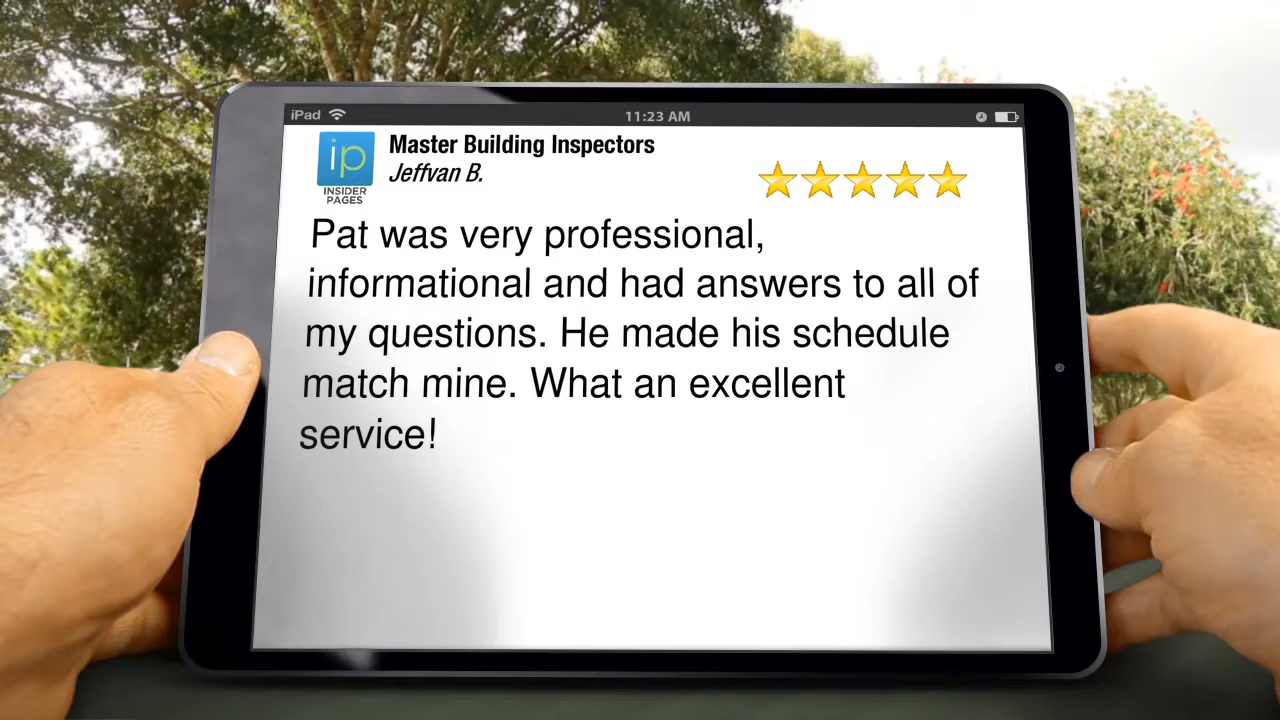 iPad 11:23 AM
ip
INSIDER
PAGES
Master Building Inspectors
Jeffvan B.
Pat was very professional,
informational and had answers to all of
my questions. He made his schedule
match mine. What an excellent
service!